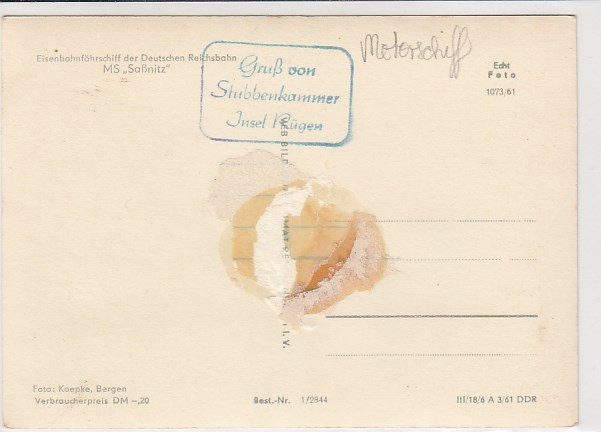 Eisenbahnfährschiff der Deutschen Reichsbahn
MS „Saßnitz"
Gruß von
Stubbenkammer
Insel Rügen
Motorschiff
Echt
Foto
1073/61
Foto: Koepke, Bergen
Verbraucherpreis DM –,20
Best.-Nr. 1/2844
III/18/6 A 3/61 DDR